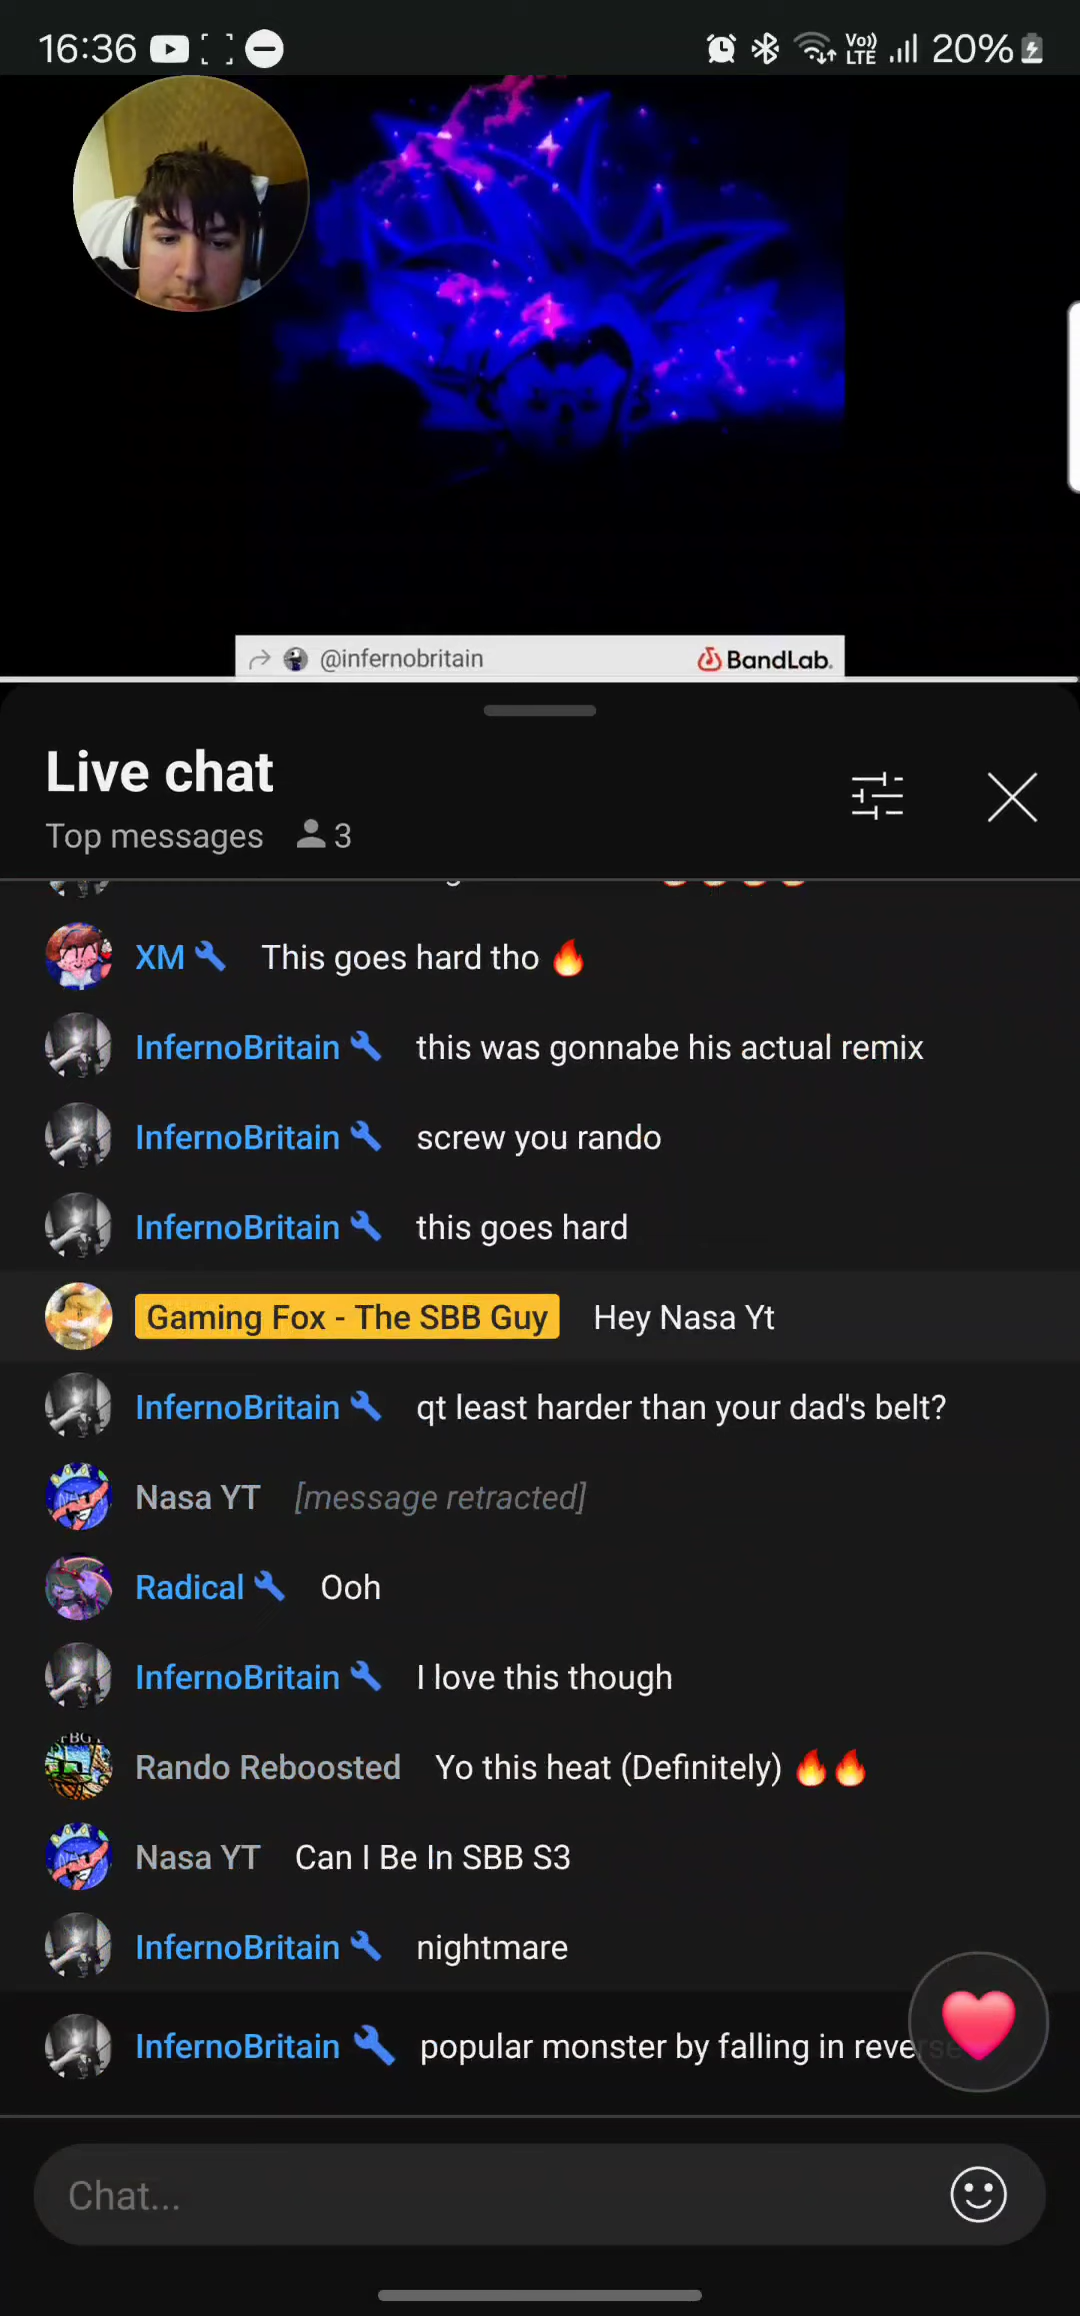 16:36
Vo))
LTE
20%
@infernobritain
BandLab.
Live chat
Top messages 3
XM This goes hard tho 🔥
InfernoBritain this was gonnabe his actual remix
InfernoBritain screw you rando
InfernoBritain this goes hard
Gaming Fox - The SBB Guy Hey Nasa Yt
InfernoBritain qt least harder than your dad's belt?
Nasa YT [message retracted]
Radical Ooh
InfernoBritain I love this though
Rando Reboosted Yo this heat (Definitely) 🔥🔥
Nasa YT Can I Be In SBB S3
InfernoBritain nightmare
InfernoBritain popular monster by falling in reverse
Chat...